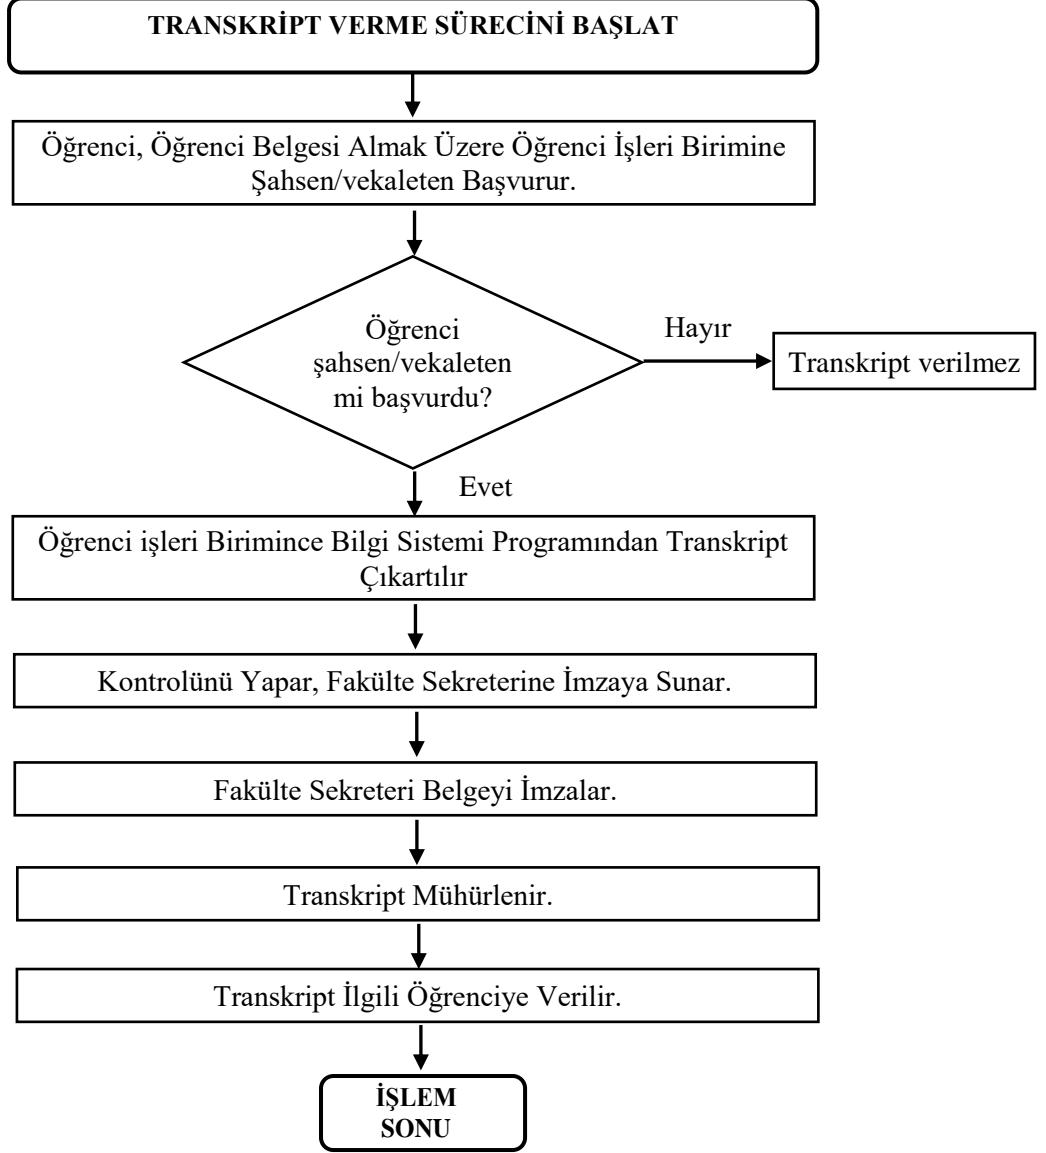 TRANSKRİPT VERME SÜRECİNİ BAŞLAT
Öğrenci, Öğrenci Belgesi Almak Üzere Öğrenci İşleri Birimine
Şahsen/vekaleten Başvurur.
Öğrenci
şahsen/vekaleten
mi başvurdu?
Hayır
Transkript verilmez
Evet
Öğrenci işleri Birimince Bilgi Sistemi Programından Transkript
Çıkartılır
Kontrolünü Yapar, Fakülte Sekreterine İmzaya Sunar.
Fakülte Sekreteri Belgeyi İmzalar.
Transkript Mühürlenir.
Transkript İlgili Öğrenciye Verilir.
İŞLEM
SONU